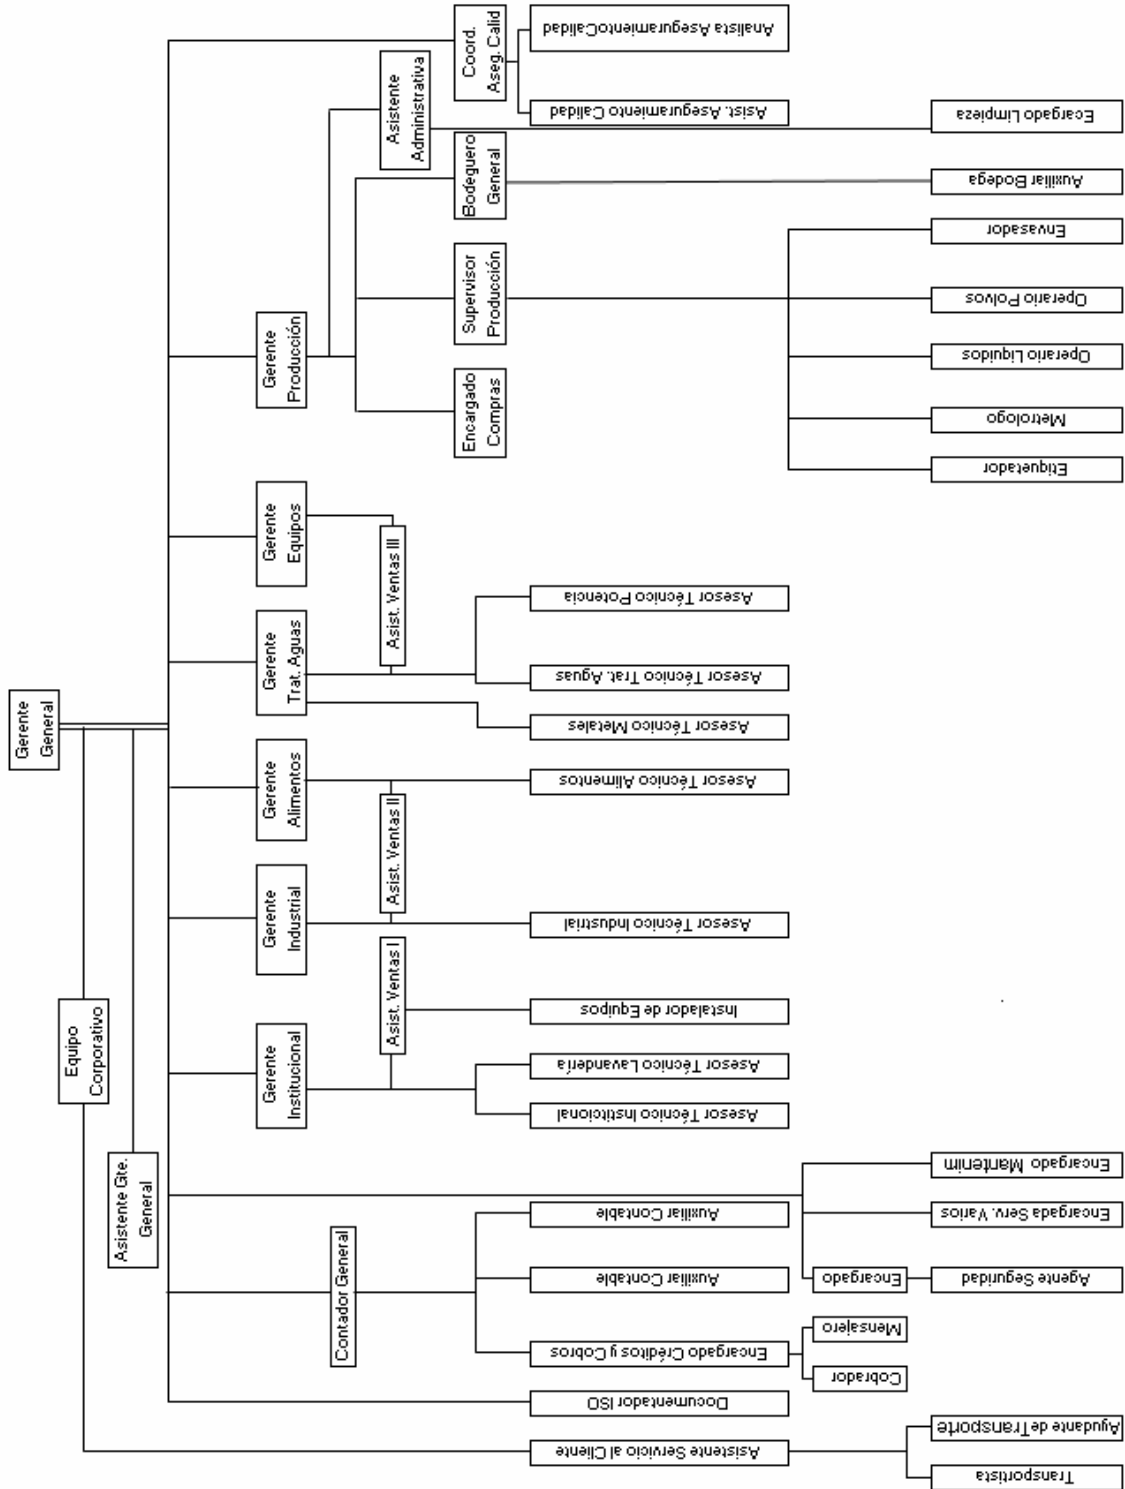 Gerente
General
Equipo
Corporativo
Asistente Gte.
General
Coord.
Aseg. Calid
Analista AseguramientoCalidad
Asist. Aseguramiento Calidad
Asistente
Administrativa
Ecargado Limpieza
Gerente
Producción
Bodeguero
General
Auxiliar Bodega
Supervisor
Producción
Envasador
Operario Polvos
Operario Liquidos
Metrologo
Etiquetador
Encargado
Compras
Gerente
Equipos
Asist. Ventas III
Gerente
Trat. Aguas
Asesor Técnico Potencia
Asesor Técnico Trat. Aguas
Asesor Técnico Metales
Gerente
Alimentos
Asesor Técnico Alimentos
Asist. Ventas II
Gerente
Industrial
Asesor Técnico Industrial
Asist. Ventas I
Instalador de Equipos
Gerente
Institucional
Asesor Técnico Lavandería
Asesor Técnico Institcional
Encargado Mantenim
Encargada Serv. Varios
Encargado
Agente Seguridad
Contador General
Auxiliar Contable
Auxiliar Contable
Encargado Créditos y Cobros
Mensajero
Cobrador
Documentador ISO
Asistente Servicio al Cliente
Ayudante de Transporte
Transportista